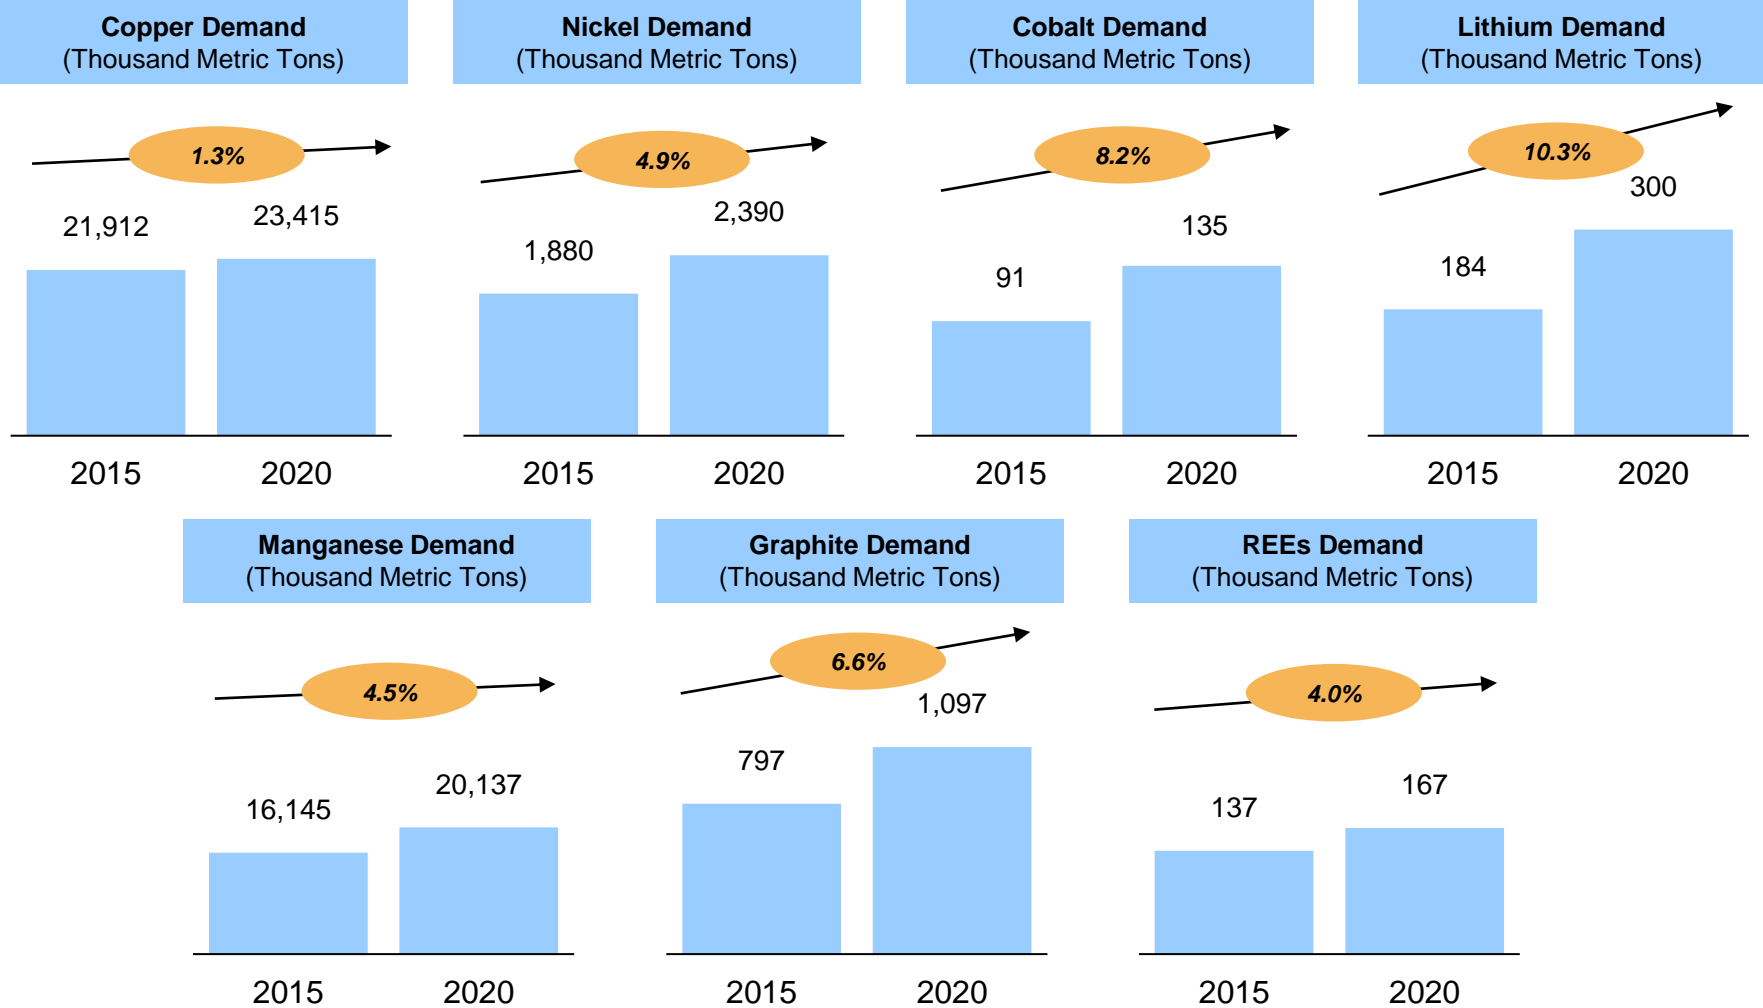 Copper Demand
(Thousand Metric Tons)
1.3%
21,912
23,415
2015
2020
Nickel Demand
(Thousand Metric Tons)
4.9%
1,880
2,390
2015
2020
Cobalt Demand
(Thousand Metric Tons)
8.2%
91
135
2015
2020
Lithium Demand
(Thousand Metric Tons)
10.3%
184
300
2015
2020
Manganese Demand
(Thousand Metric Tons)
4.5%
16,145
20,137
2015
2020
Graphite Demand
(Thousand Metric Tons)
6.6%
797
1,097
2015
2020
REEs Demand
(Thousand Metric Tons)
4.0%
137
167
2015
2020